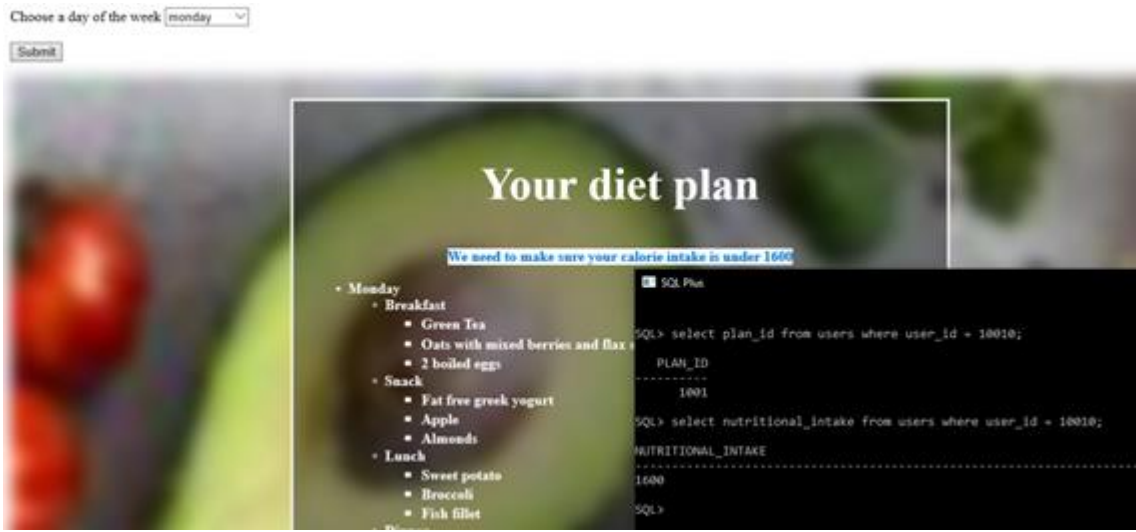 Choose a day of the week monday
Submit
Your diet plan
We need to make sure your calorie intake is under 1600
• Monday
◦ Breakfast
▪ Green Tea
▪ Oats with mixed berries and flax
▪ 2 boiled eggs
◦ Snack
▪ Fat free greek yogurt
▪ Apple
▪ Almonds
◦ Lunch
▪ Sweet potato
▪ Broccoli
▪ Fish fillet
◦ Dinner
SQL Plus
SQL> select plan_id from users where user_id = 10010;
PLAN_ID
----------
1001
SQL> select nutritional_intake from users where user_id = 10010;
NUTRITIONAL_INTAKE
--------------------------------------------------------------------------------
1600
SQL>